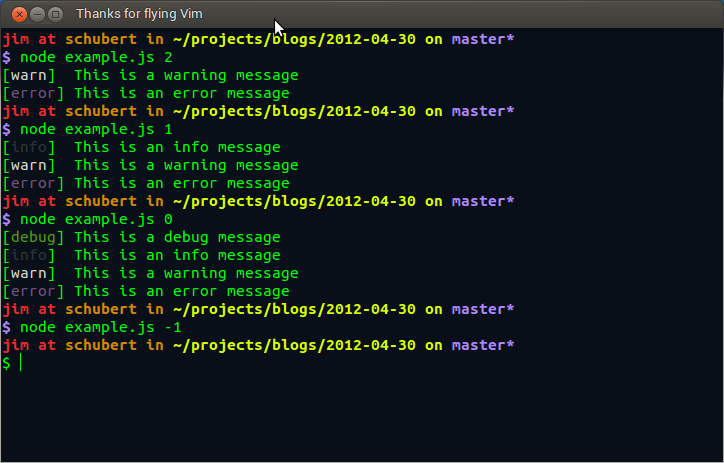 Thanks for flying Vim
jim at schubert in ~/projects/blogs/2012-04-30 on master*
$ node example.js 2
[warn]  This is a warning message
[error] This is an error message
jim at schubert in ~/projects/blogs/2012-04-30 on master*
$ node example.js 1
[info]  This is an info message
[warn]  This is a warning message
[error] This is an error message
jim at schubert in ~/projects/blogs/2012-04-30 on master*
$ node example.js 0
[debug] This is a debug message
[info]  This is an info message
[warn]  This is a warning message
[error] This is an error message
jim at schubert in ~/projects/blogs/2012-04-30 on master*
$ node example.js -1
jim at schubert in ~/projects/blogs/2012-04-30 on master*
$